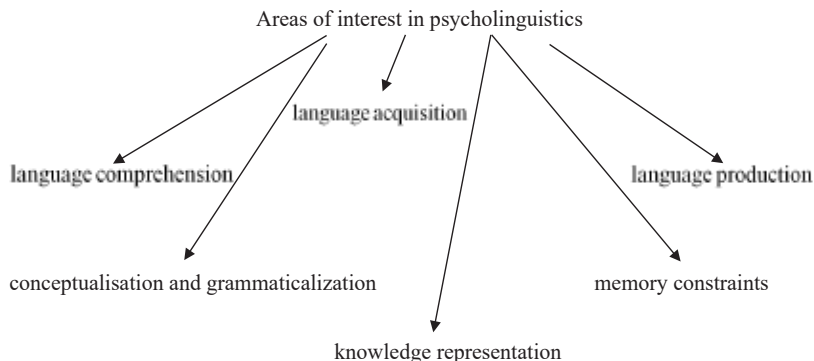 Areas of interest in psycholinguistics
language acquisition
language comprehension
language production
conceptualisation and grammaticalization
memory constraints
knowledge representation